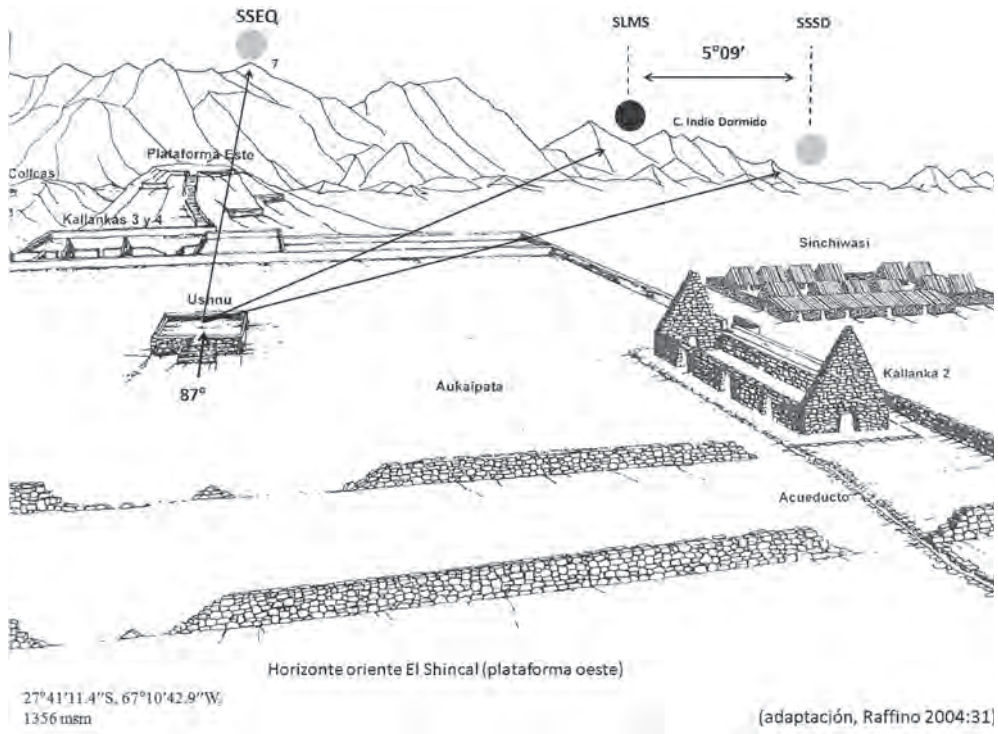 SSEQ
SLMS
SSSD
5°09′
7
C. Indio Dormido
Plataforma Este
Collcas
Kallankas 3 y 4
Sinchiwasi
Ushnu
Kallanka 2
87°
Aukaipata
Acueducto
Horizonte oriente El Shincal (plataforma oeste)
27°41′11.4″S, 67°10′42.9″W,
1356 msm
(adaptación, Raffino 2004:31)